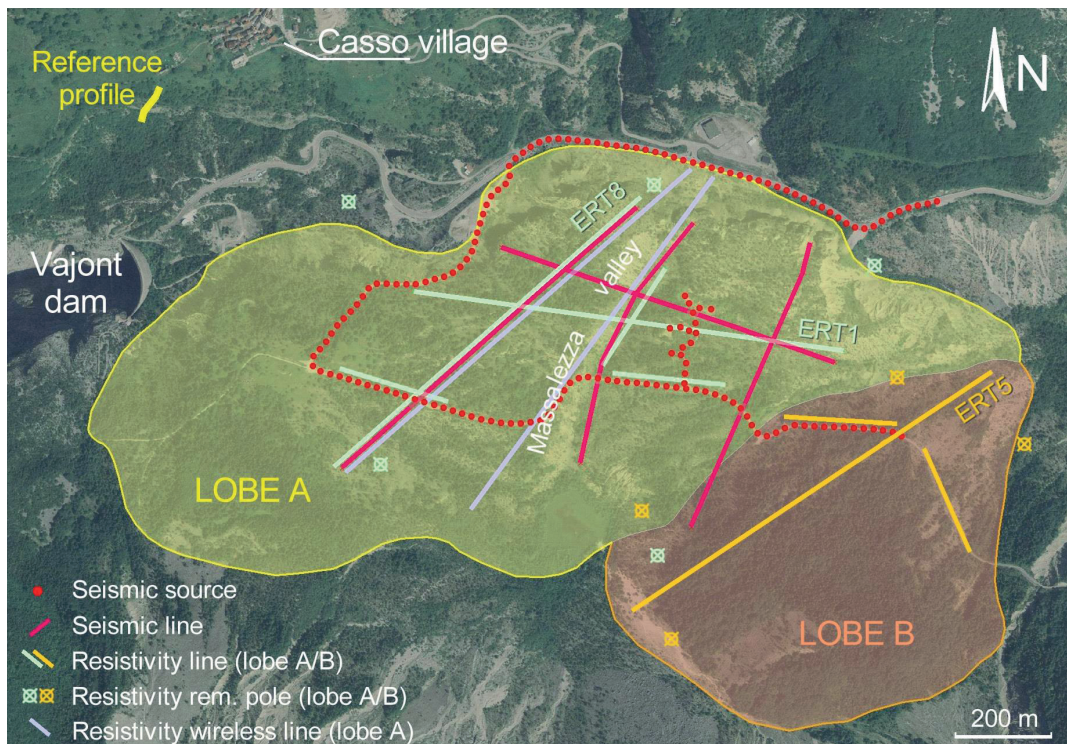 Casso village
Reference
profile
N
ERT8
Vajont
dam
valley
ERT1
Massalezza
ERT5
LOBE A
LOBE B
Seismic source
Seismic line
Resistivity line (lobe A/B)
Resistivity rem. pole (lobe A/B)
Resistivity wireless line (lobe A)
200 m